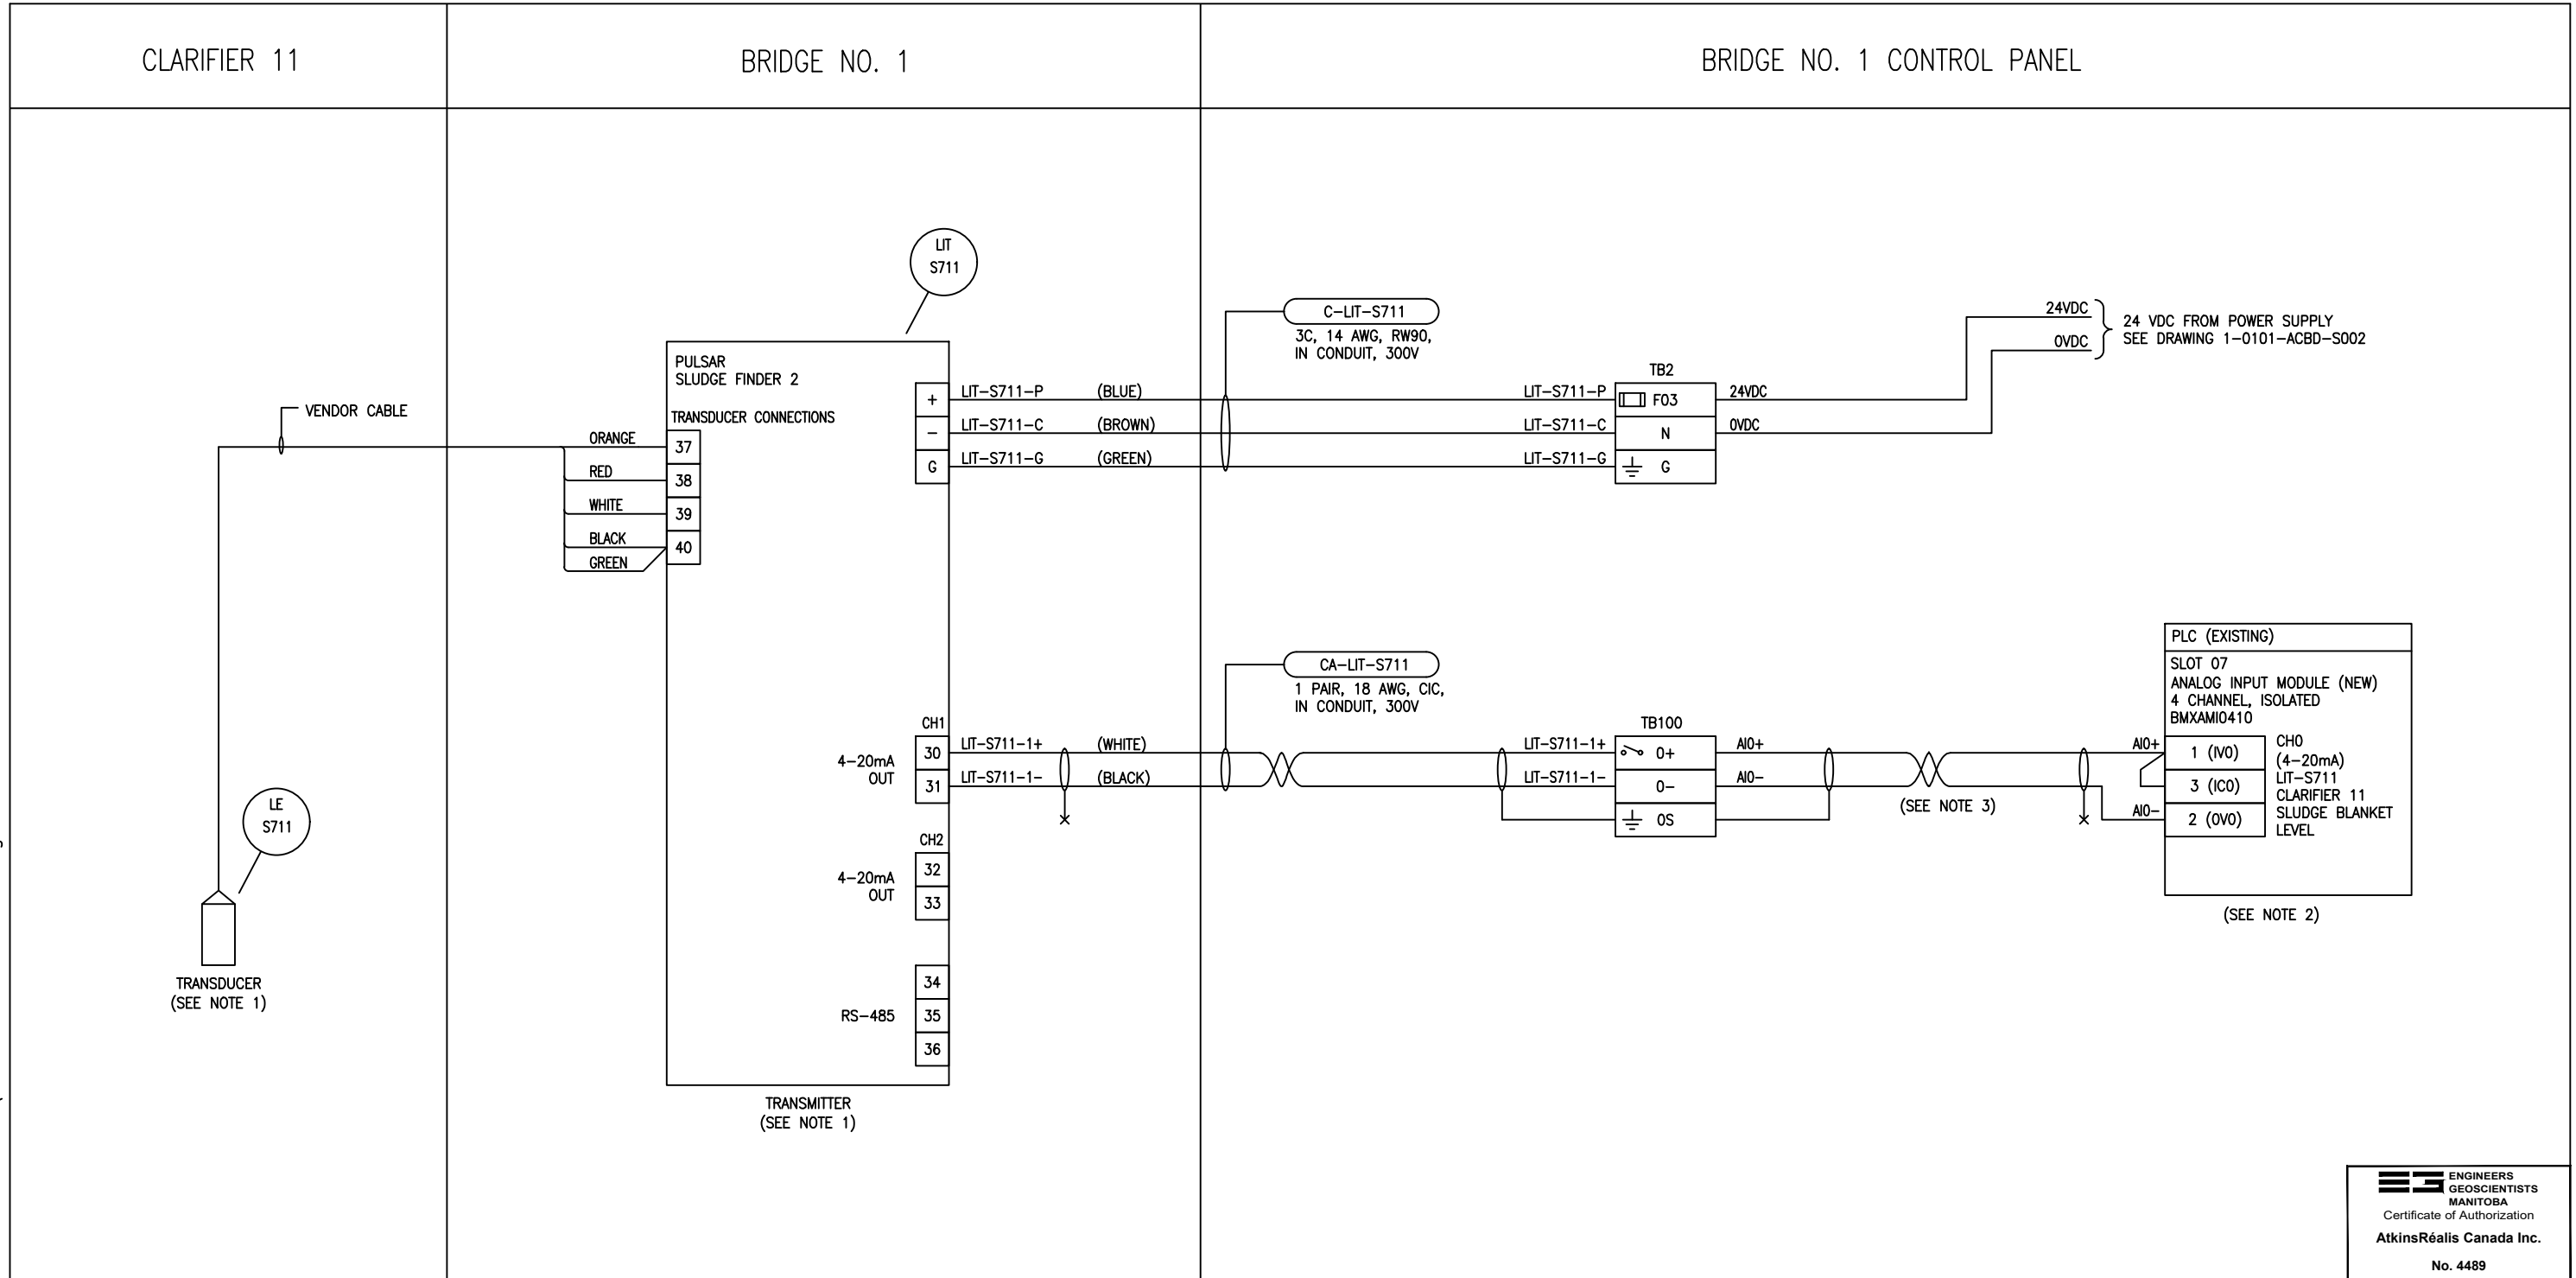 CLARIFIER 11
BRIDGE NO. 1
BRIDGE NO. 1 CONTROL PANEL
VENDOR CABLE
LE
S711
TRANSDUCER
(SEE NOTE 1)
LIT
S711
PULSAR
SLUDGE FINDER 2
TRANSDUCER CONNECTIONS
ORANGE
37
RED
38
WHITE
39
BLACK
40
GREEN
+
LIT-S711-P
(BLUE)
-
LIT-S711-C
(BROWN)
G
LIT-S711-G
(GREEN)
CH1
4-20mA
OUT
30
LIT-S711-1+
(WHITE)
31
LIT-S711-1-
(BLACK)
CH2
4-20mA
OUT
32
33
RS-485
34
35
36
TRANSMITTER
(SEE NOTE 1)
C-LIT-S711
3C, 14 AWG, RW90,
IN CONDUIT, 300V
TB2
LIT-S711-P
F03
24VDC
LIT-S711-C
N
0VDC
LIT-S711-G
G
24VDC
0VDC
24 VDC FROM POWER SUPPLY
SEE DRAWING 1-0101-ACBD-S002
CA-LIT-S711
1 PAIR, 18 AWG, CIC,
IN CONDUIT, 300V
TB100
LIT-S711-1+
0+
AI0+
LIT-S711-1-
0-
AI0-
0S
(SEE NOTE 3)
PLC (EXISTING)
SLOT 07
ANALOG INPUT MODULE (NEW)
4 CHANNEL, ISOLATED
BMXAMI0410
AI0+
1 (IV0)
3 (IC0)
AI0-
2 (0V0)
CH0
(4-20mA)
LIT-S711
CLARIFIER 11
SLUDGE BLANKET
LEVEL
(SEE NOTE 2)
ENGINEERS
GEOSCIENTISTS
MANITOBA
Certificate of Authorization
AtkinsRéalis Canada Inc.
No. 4489